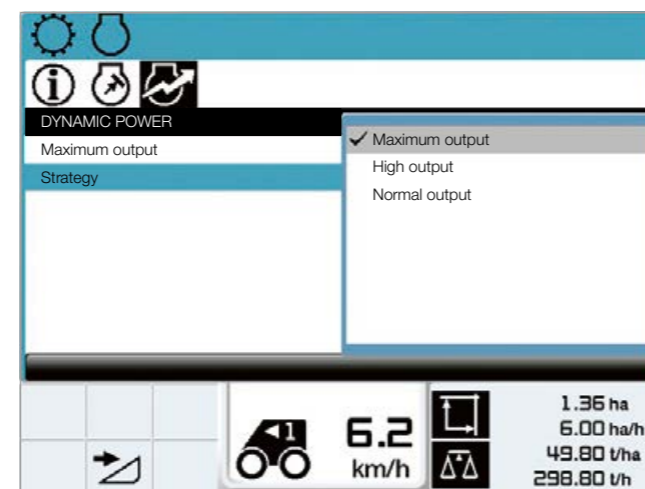 DYNAMIC POWER
Maximum output
Strategy
Maximum output
High output
Normal output
1
6.2
km/h
1.36 ha
6.00 ha/h
49.80 t/ha
298.80 t/h